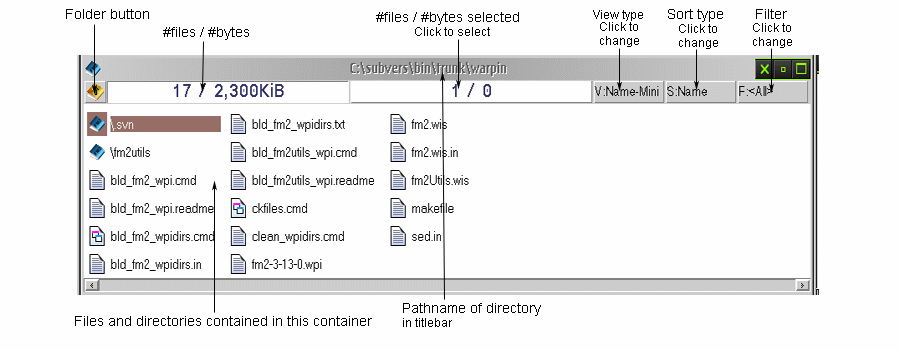 Folder button
#files / #bytes
#files / #bytes selected
Click to select
View type
Click to
change
Sort type
Click to
change
Filter
Click to
change
C:\subvers\bin\trunk\warpin
17 / 2,300KiB
1 / 0
V:Name-Mini
S:Name
F:<All>
\.svn
\fm2utils
bld_fm2_wpi.cmd
bld_fm2_wpi.readme
bld_fm2_wpidirs.cmd
bld_fm2_wpidirs.in
bld_fm2_wpidirs.txt
bld_fm2utils_wpi.cmd
bld_fm2utils_wpi.readme
ckfiles.cmd
clean_wpidirs.cmd
fm2-3-13-0.wpi
fm2.wis
fm2.wis.in
fm2Utils.wis
makefile
sed.in
Files and directories contained in this container
Pathname of directory
in titlebar